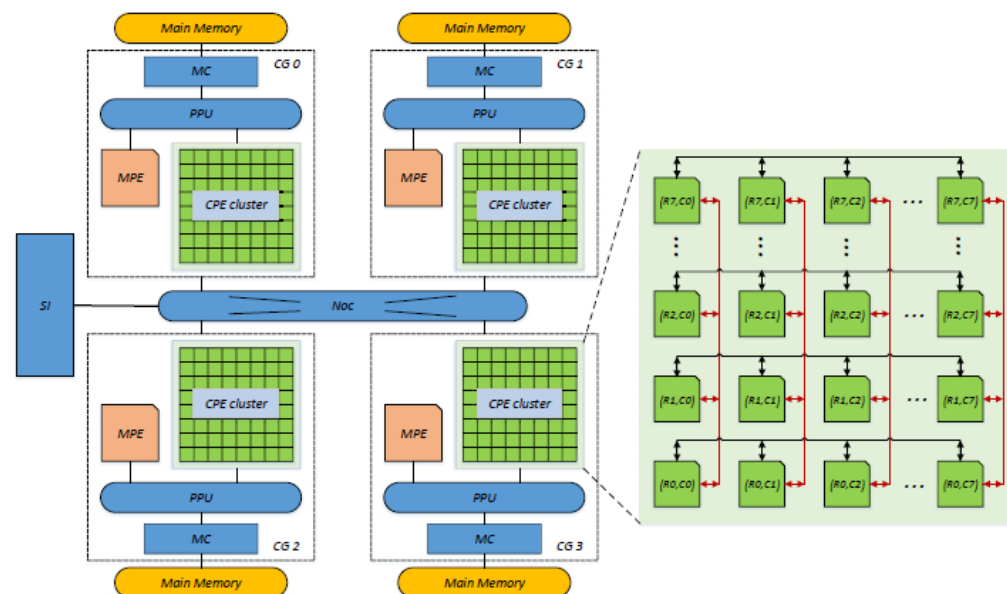 Main Memory
Main Memory
MC
CG 0
MC
CG 1
PPU
PPU
MPE
CPE cluster
MPE
CPE cluster
(R7,C0)
(R7,C1)
(R7,C2)
...
(R7,C7)
...
...
...
...
SI
Noc
(R2,C0)
(R2,C1)
(R2,C2)
...
(R2,C7)
CPE cluster
MPE
CPE cluster
MPE
(R1,C0)
(R1,C1)
(R1,C2)
...
(R1,C7)
PPU
PPU
(R0,C0)
(R0,C1)
(R0,C2)
...
(R0,C7)
MC
CG 2
MC
CG 3
Main Memory
Main Memory